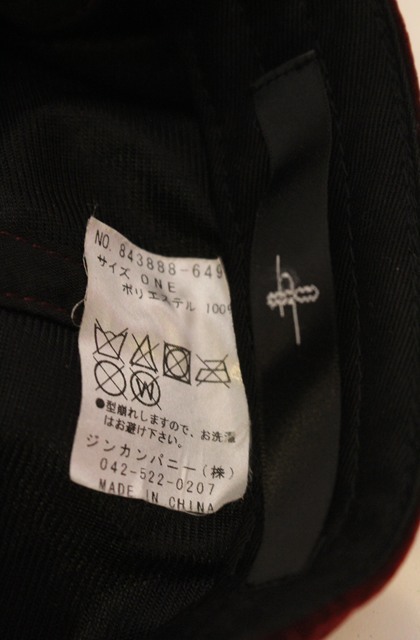 NO. 843888-649
サイズ ONE
ポリエステル 100%
W
●型崩れしますので、お洗濯
はお避け下さい。
ジンカンパニー(株)
042-522-0207
MADE IN CHINA